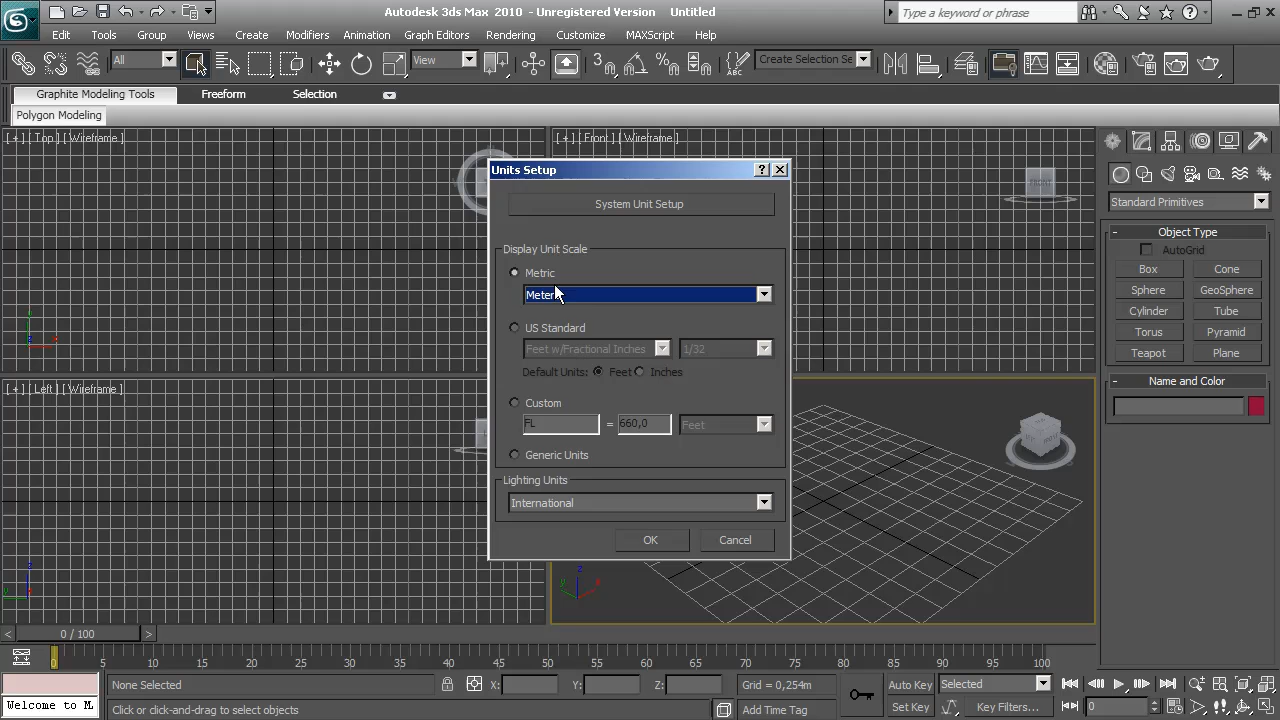 Autodesk 3ds Max 2010 - Unregistered Version Untitled
Type a keyword or phrase
Edit Tools Group Views Create Modifiers Animation Graph Editors Rendering Customize MAXScript Help
All View Create Selection Se
Graphite Modeling Tools Freeform Selection
Polygon Modeling
[ + ] [ Top ] [ Wireframe ]
[ + ] [ Front ] [ Wireframe ]
FRONT
[ + ] [ Left ] [ Wireframe ]
Units Setup
System Unit Setup
Display Unit Scale
Metric
Meters
US Standard
Feet w/Fractional Inches 1/32
Default Units: Feet Inches
Custom
FL = 660,0 Feet
Generic Units
Lighting Units
International
OK Cancel
Standard Primitives
- Object Type
AutoGrid
Box Cone
Sphere GeoSphere
Cylinder Tube
Torus Pyramid
Teapot Plane
- Name and Color
z
x
y
< 0 / 100 >
0 5 10 15 20 25 30 35 40 45 50 55 60 65 70 75 80 85 90 95 100
None Selected X: Y: Z: Grid = 0,254m Auto Key Selected
Welcome to M. Click or click-and-drag to select objects Add Time Tag Set Key Key Filters... 0